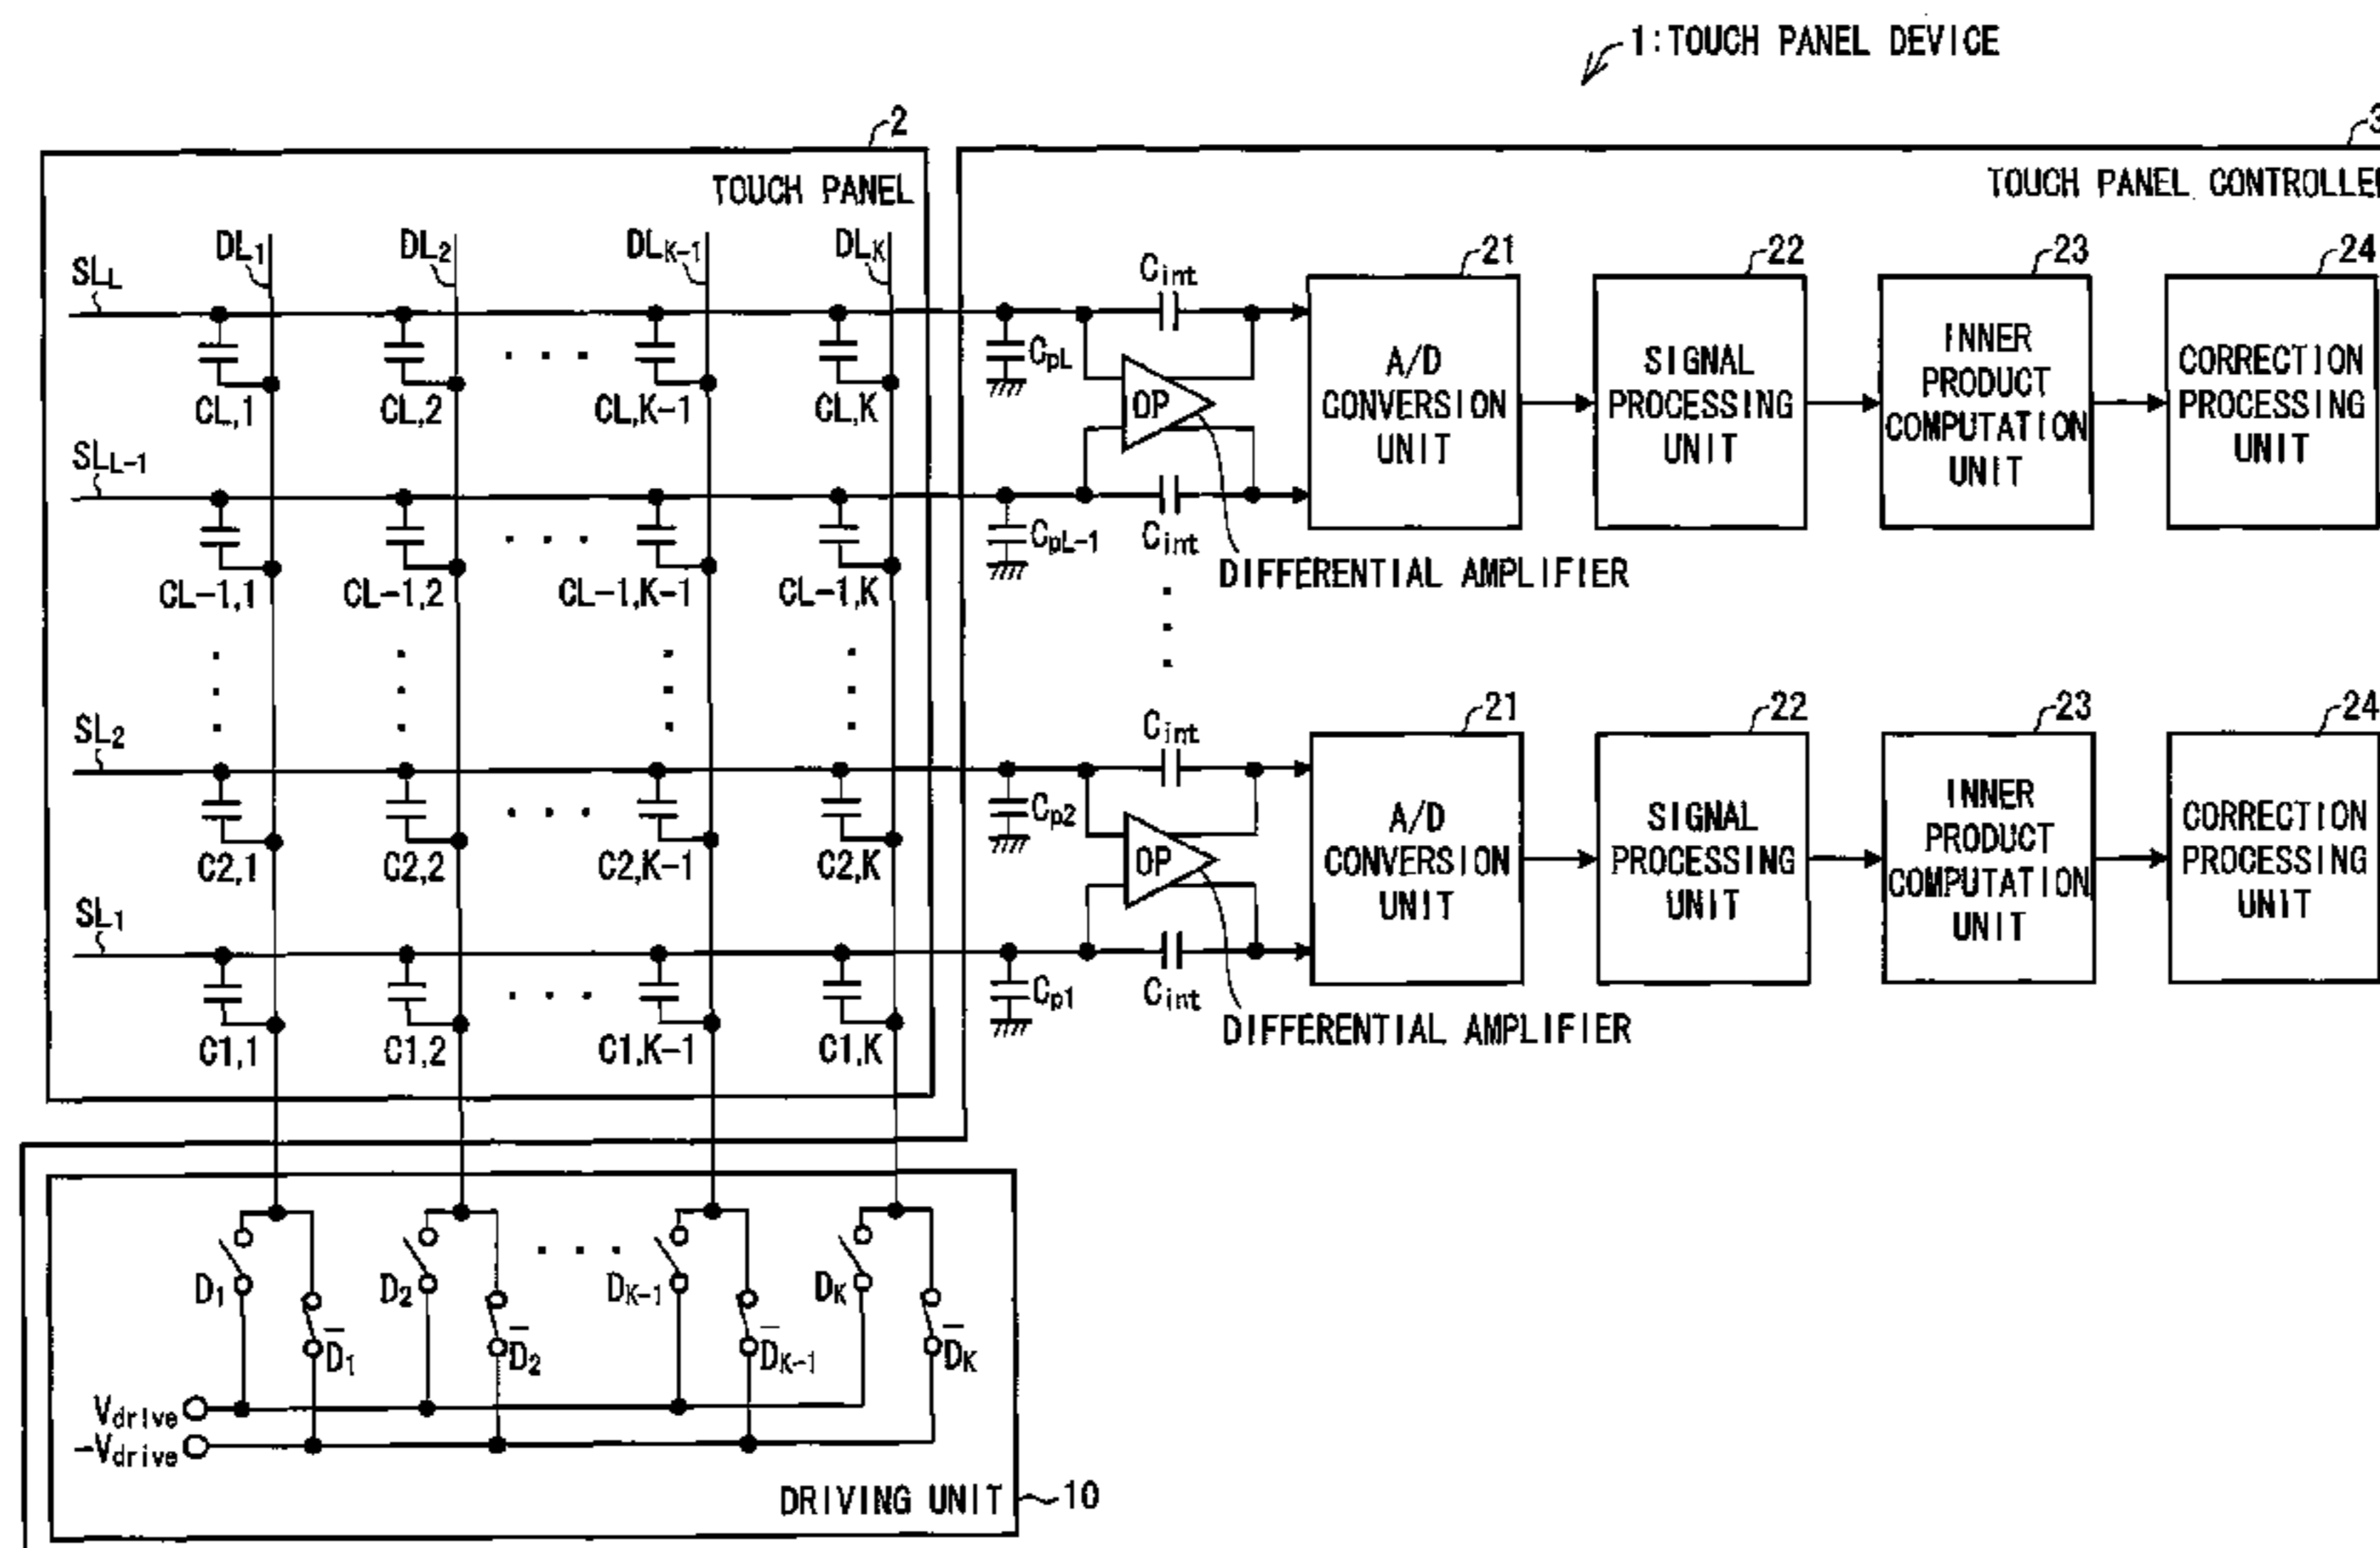 1:TOUCH PANEL DEVICE
2
3
TOUCH PANEL
TOUCH PANEL CONTROLLER
DL1
DL2
DLK-1
DLK
SLL
Cint
21
22
23
24
CpL
OP
A/D
CONVERSION
UNIT
SIGNAL
PROCESSING
UNIT
INNER
PRODUCT
COMPUTATION
UNIT
CORRECTION
PROCESSING
UNIT
CL,1
CL,2
CL,K-1
CL,K
SLL-1
CpL-1
Cint
DIFFERENTIAL AMPLIFIER
CL-1,1
CL-1,2
CL-1,K-1
CL-1,K
SL2
Cint
21
22
23
24
Cp2
OP
A/D
CONVERSION
UNIT
SIGNAL
PROCESSING
UNIT
INNER
PRODUCT
COMPUTATION
UNIT
CORRECTION
PROCESSING
UNIT
C2,1
C2,2
C2,K-1
C2,K
SL1
Cp1
Cint
DIFFERENTIAL AMPLIFIER
C1,1
C1,2
C1,K-1
C1,K
D1
D2
DK-1
DK
D̅1
D̅2
D̅K-1
D̅K
Vdrive
-Vdrive
DRIVING UNIT
10